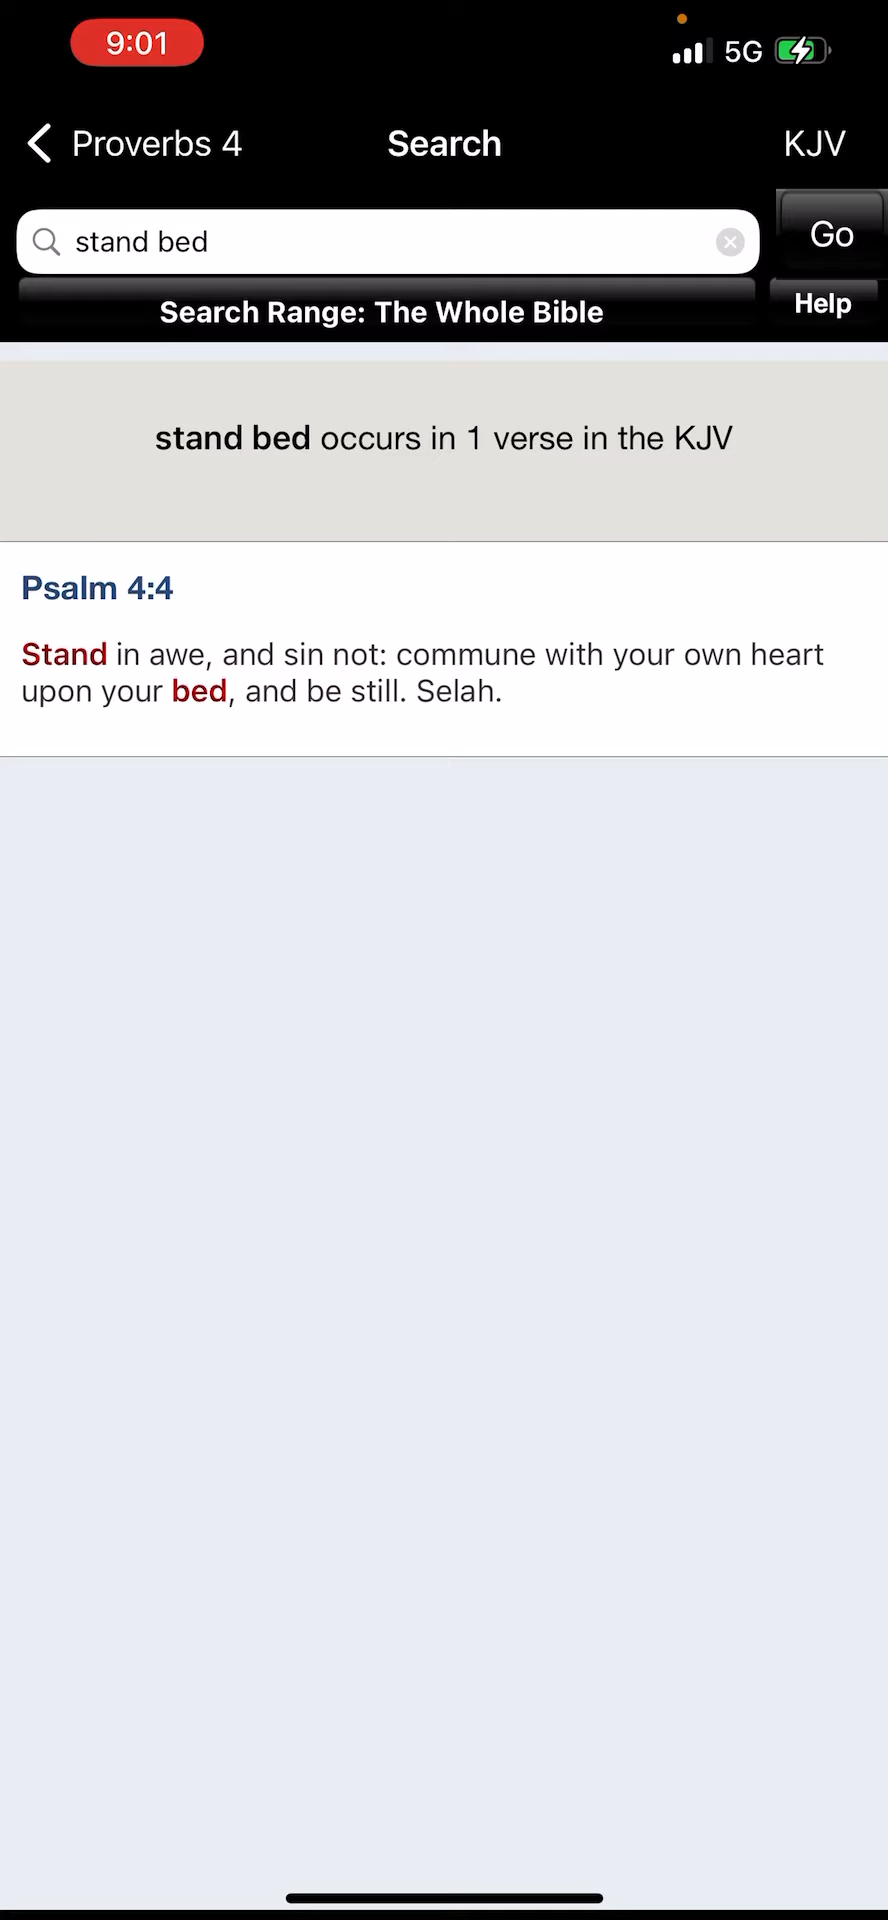 9:01
5G
Proverbs 4
Search
KJV
stand bed
Go
Search Range: The Whole Bible
Help
stand bed occurs in 1 verse in the KJV
Psalm 4:4
Stand in awe, and sin not: commune with your own heart
upon your bed, and be still. Selah.